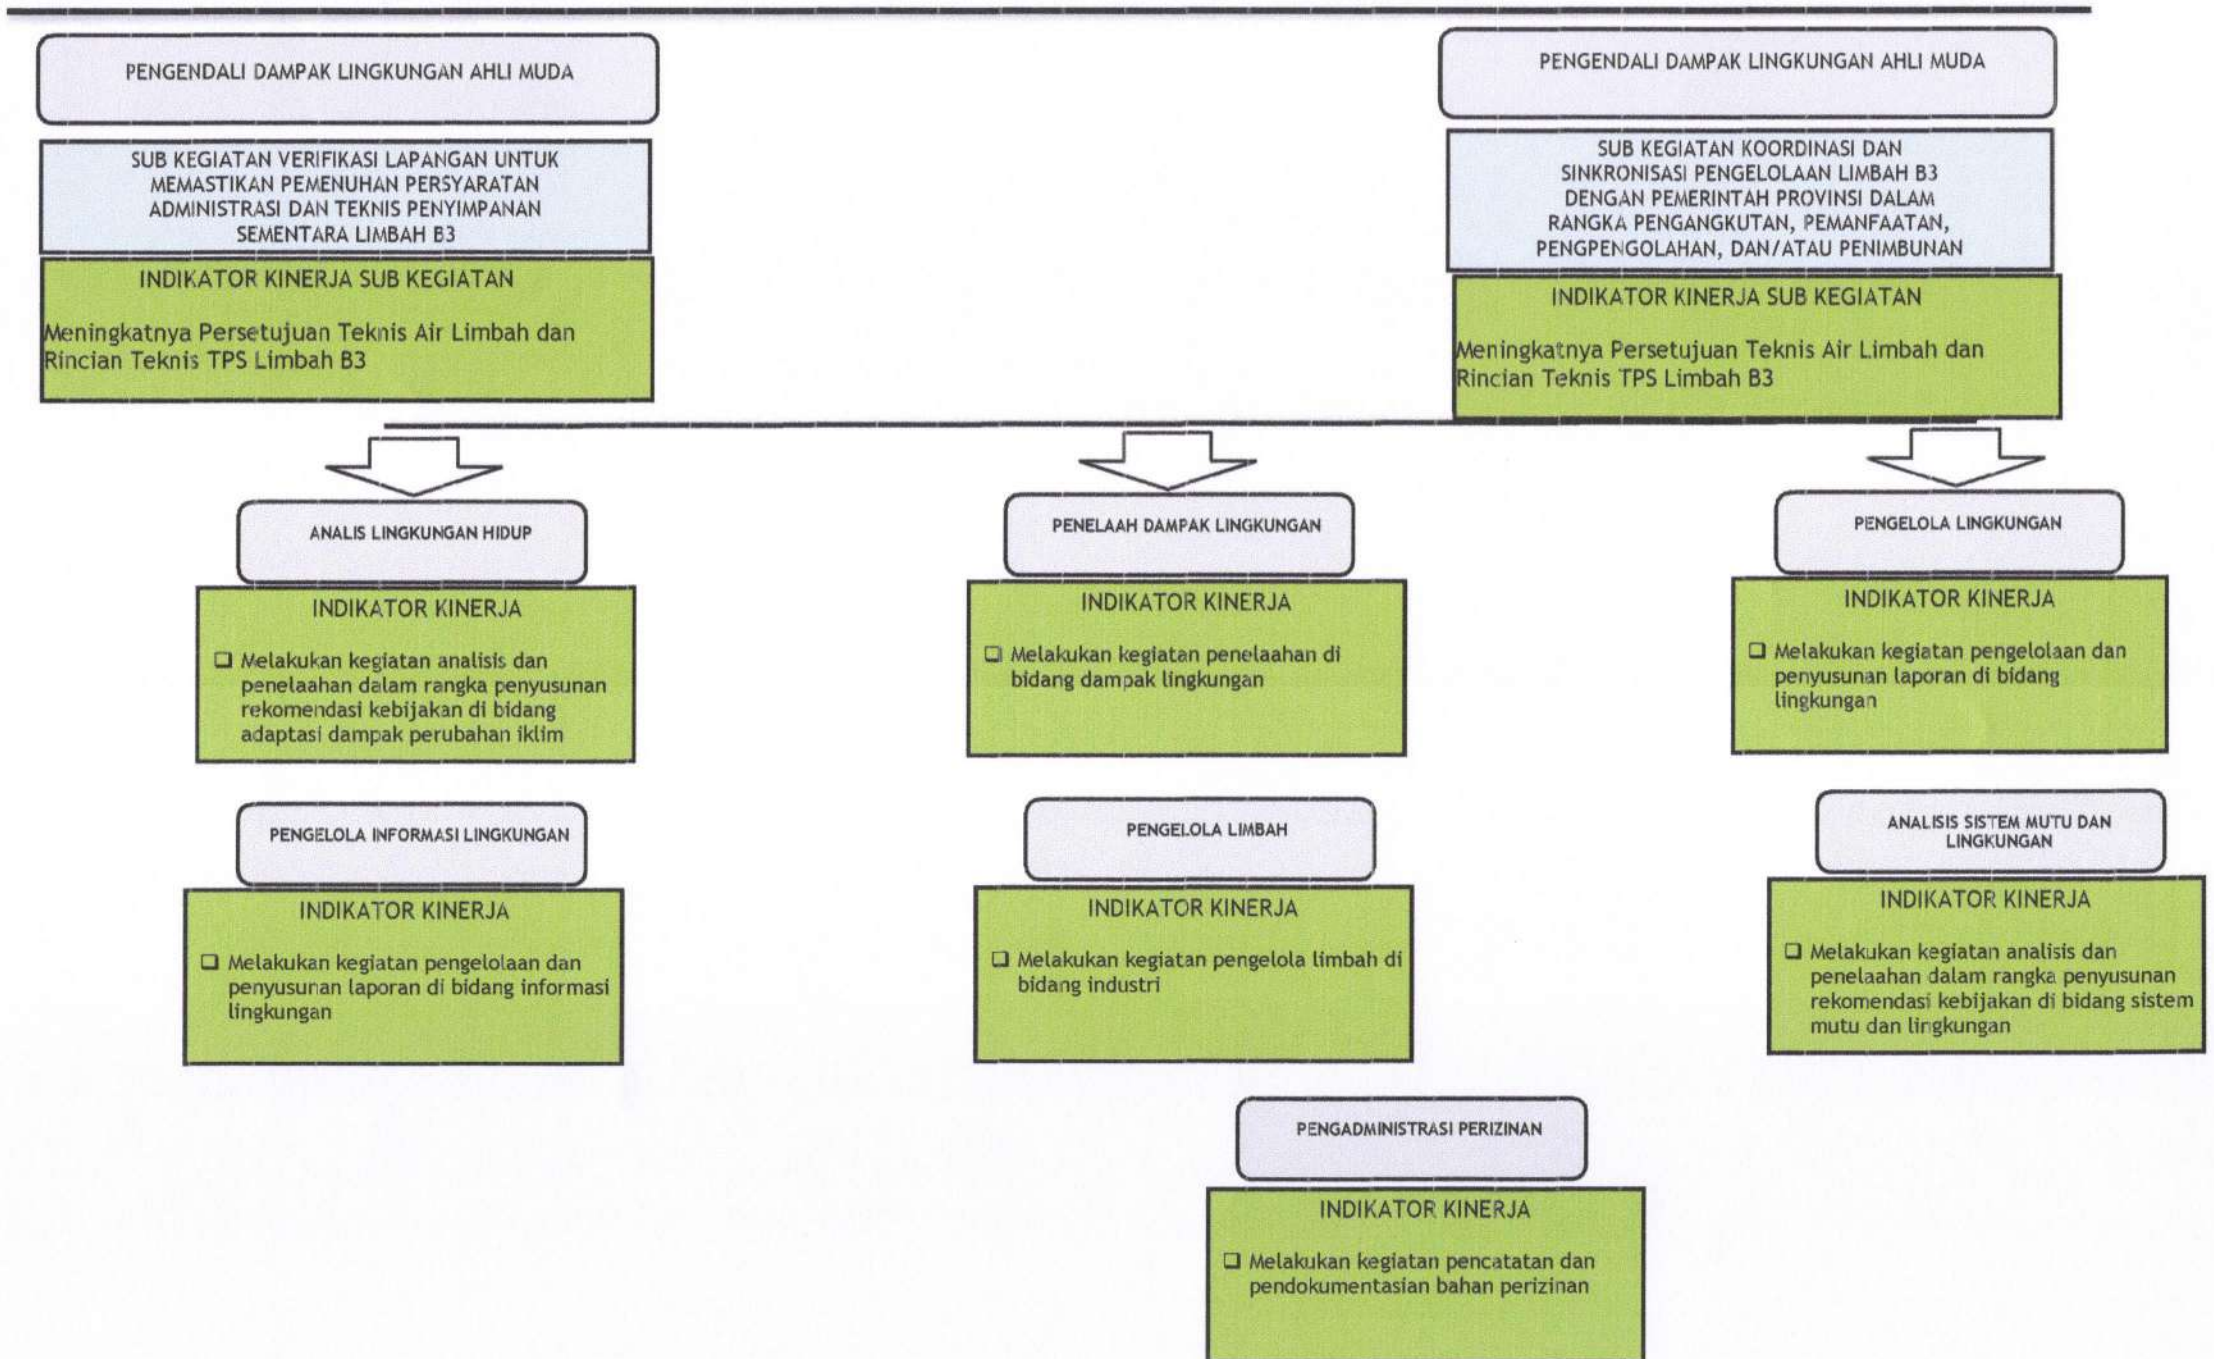 PENGENDALI DAMPAK LINGKUNGAN AHLI MUDA
SUB KEGIATAN VERIFIKASI LAPANGAN UNTUK
MEMASTIKAN PEMENUHAN PERSYARATAN
ADMINISTRASI DAN TEKNIS PENYIMPANAN
SEMENTARA LIMBAH B3
INDIKATOR KINERJA SUB KEGIATAN
Meningkatnya Persetujuan Teknis Air Limbah dan
Rincian Teknis TPS Limbah B3
PENGENDALI DAMPAK LINGKUNGAN AHLI MUDA
SUB KEGIATAN KOORDINASI DAN
SINKRONISASI PENGELOLAAN LIMBAH B3
DENGAN PEMERINTAH PROVINSI DALAM
RANGKA PENGANGKUTAN, PEMANFAATAN,
PENGPENGOLAHAN, DAN/ATAU PENIMBUNAN
INDIKATOR KINERJA SUB KEGIATAN
Meningkatnya Persetujuan Teknis Air Limbah dan
Rincian Teknis TPS Limbah B3
ANALIS LINGKUNGAN HIDUP
INDIKATOR KINERJA
❑ Melakukan kegiatan analisis dan
penelaahan dalam rangka penyusunan
rekomendasi kebijakan di bidang
adaptasi dampak perubahan iklim
PENELAAH DAMPAK LINGKUNGAN
INDIKATOR KINERJA
❑ Melakukan kegiatan penelaahan di
bidang dampak lingkungan
PENGELOLA LINGKUNGAN
INDIKATOR KINERJA
❑ Melakukan kegiatan pengelolaan dan
penyusunan laporan di bidang
lingkungan
PENGELOLA INFORMASI LINGKUNGAN
INDIKATOR KINERJA
❑ Melakukan kegiatan pengelolaan dan
penyusunan laporan di bidang informasi
lingkungan
PENGELOLA LIMBAH
INDIKATOR KINERJA
❑ Melakukan kegiatan pengelola limbah di
bidang industri
ANALISIS SISTEM MUTU DAN
LINGKUNGAN
INDIKATOR KINERJA
❑ Melakukan kegiatan analisis dan
penelaahan dalam rangka penyusunan
rekomendasi kebijakan di bidang sistem
mutu dan lingkungan
PENGADMINISTRASI PERIZINAN
INDIKATOR KINERJA
❑ Melakukan kegiatan pencatatan dan
pendokumentasian bahan perizinan